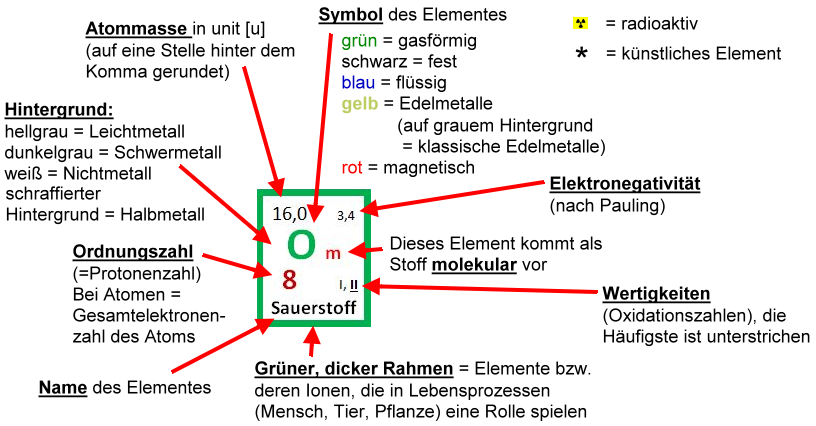 Atommasse in unit [u]
(auf eine Stelle hinter dem
Komma gerundet)
Symbol des Elementes
grün = gasförmig
schwarz = fest
blau = flüssig
gelb = Edelmetalle
(auf grauem Hintergrund
= klassische Edelmetalle)
rot = magnetisch
= radioaktiv
* = künstliches Element
Hintergrund:
hellgrau = Leichtmetall
dunkelgrau = Schwermetall
weiß = Nichtmetall
schraffierter
Hintergrund = Halbmetall
Elektronegativität
(nach Pauling)
16,0 3,4
O m
8 I, II
Sauerstoff
Dieses Element kommt als
Stoff molekular vor
Ordnungszahl
(=Protonenzahl)
Bei Atomen =
Gesamtelektronen-
zahl des Atoms
Wertigkeiten
(Oxidationszahlen), die
Häufigste ist unterstrichen
Name des Elementes
Grüner, dicker Rahmen = Elemente bzw.
deren Ionen, die in Lebensprozessen
(Mensch, Tier, Pflanze) eine Rolle spielen